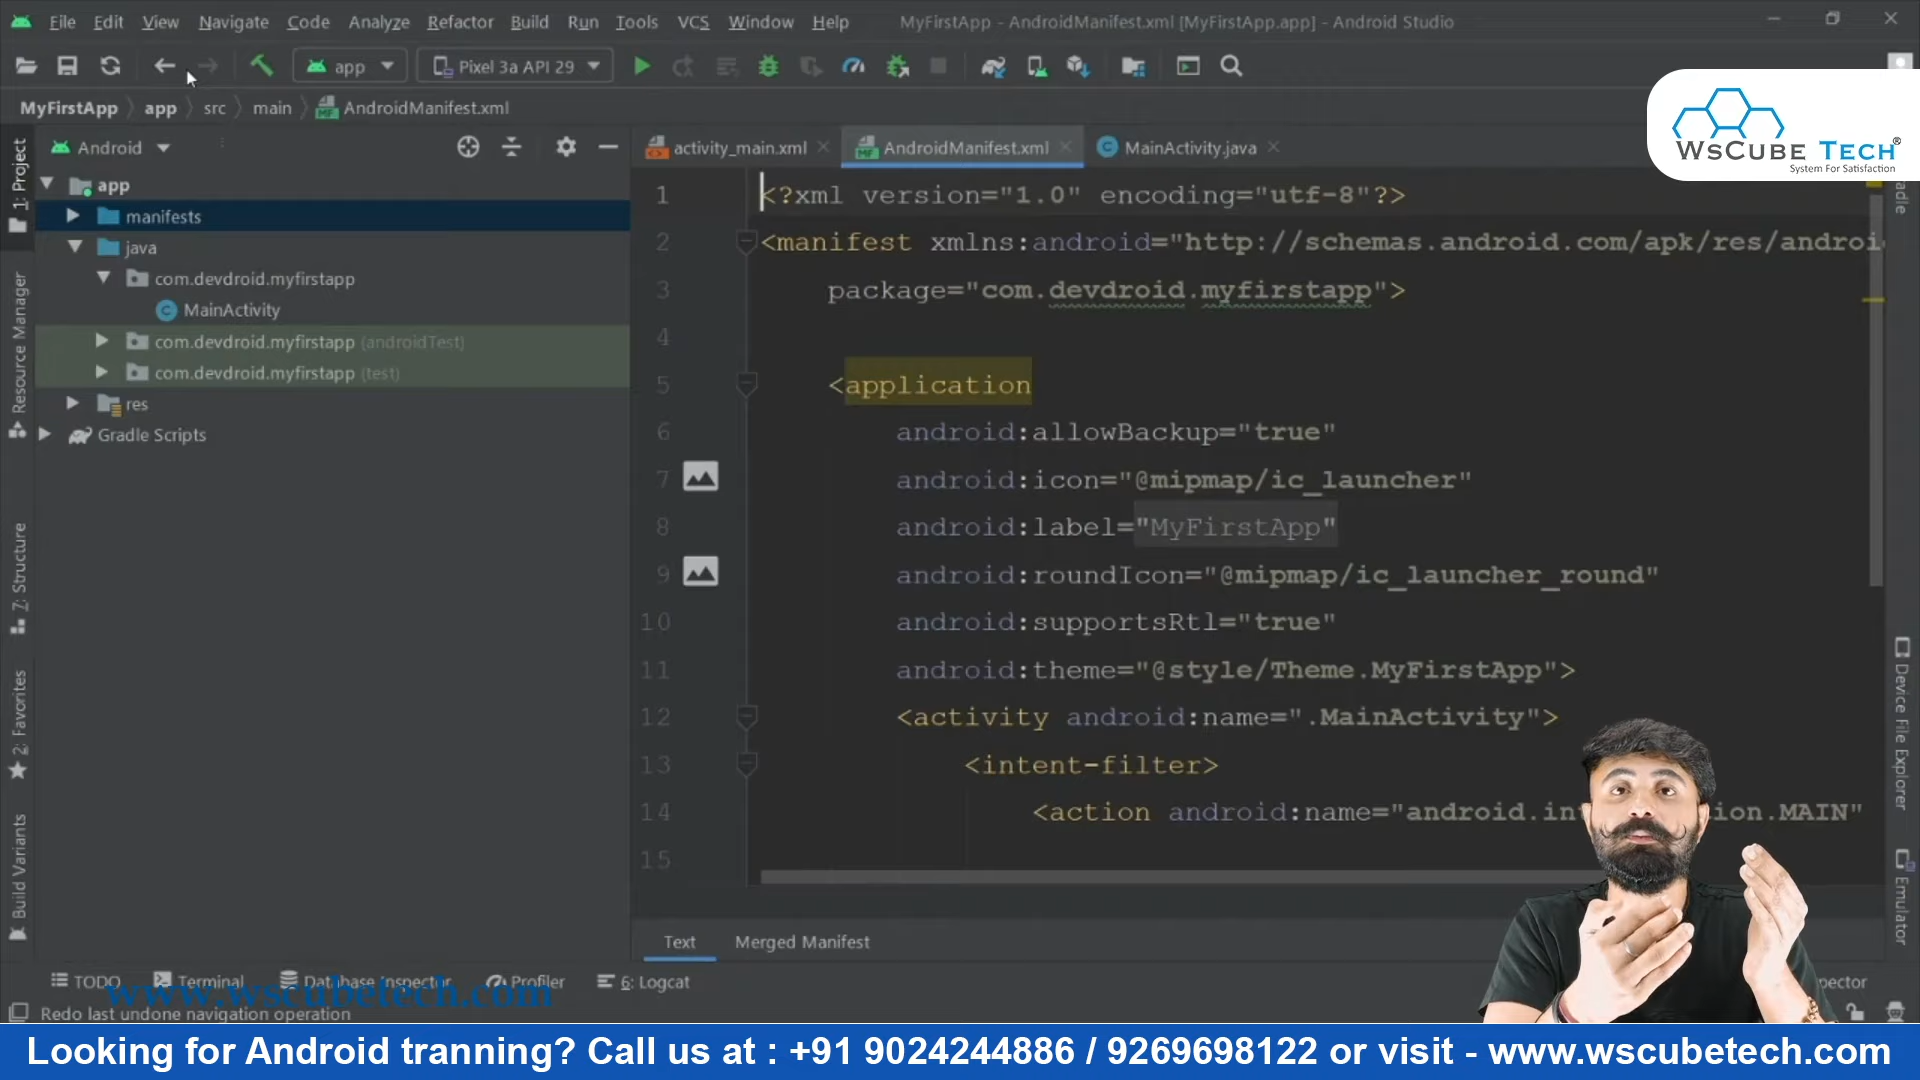 File Edit View Navigate Code Analyze Refactor Build Run Tools VCS Window Help MyFirstApp - AndroidManifest.xml [MyFirstApp.app] - Android Studio
app Pixel 3a API 29
MyFirstApp app src main AndroidManifest.xml
WsCube Tech®
System For Satisfaction
1: Project
Resource Manager
7: Structure
2: Favorites
Build Variants
Android
app
manifests
java
com.devdroid.myfirstapp
MainActivity
com.devdroid.myfirstapp (androidTest)
com.devdroid.myfirstapp (test)
res
Gradle Scripts
activity_main.xml AndroidManifest.xml MainActivity.java
1 <?xml version="1.0" encoding="utf-8"?>
2 <manifest xmlns:android="http://schemas.android.com/apk/res/androi
3 package="com.devdroid.myfirstapp">
4
5 <application
6 android:allowBackup="true"
7 android:icon="@mipmap/ic_launcher"
8 android:label="MyFirstApp"
9 android:roundIcon="@mipmap/ic_launcher_round"
10 android:supportsRtl="true"
11 android:theme="@style/Theme.MyFirstApp">
12 <activity android:name=".MainActivity">
13 <intent-filter>
14 <action android:name="android.in ion.MAIN"
15
Device File Explorer
Emulator
Text Merged Manifest
TODO Terminal Database Inspector Profiler 6: Logcat
www.wscubetech.com
Redo last undone navigation operation
Looking for Android tranning? Call us at : +91 9024244886 / 9269698122 or visit - www.wscubetech.com